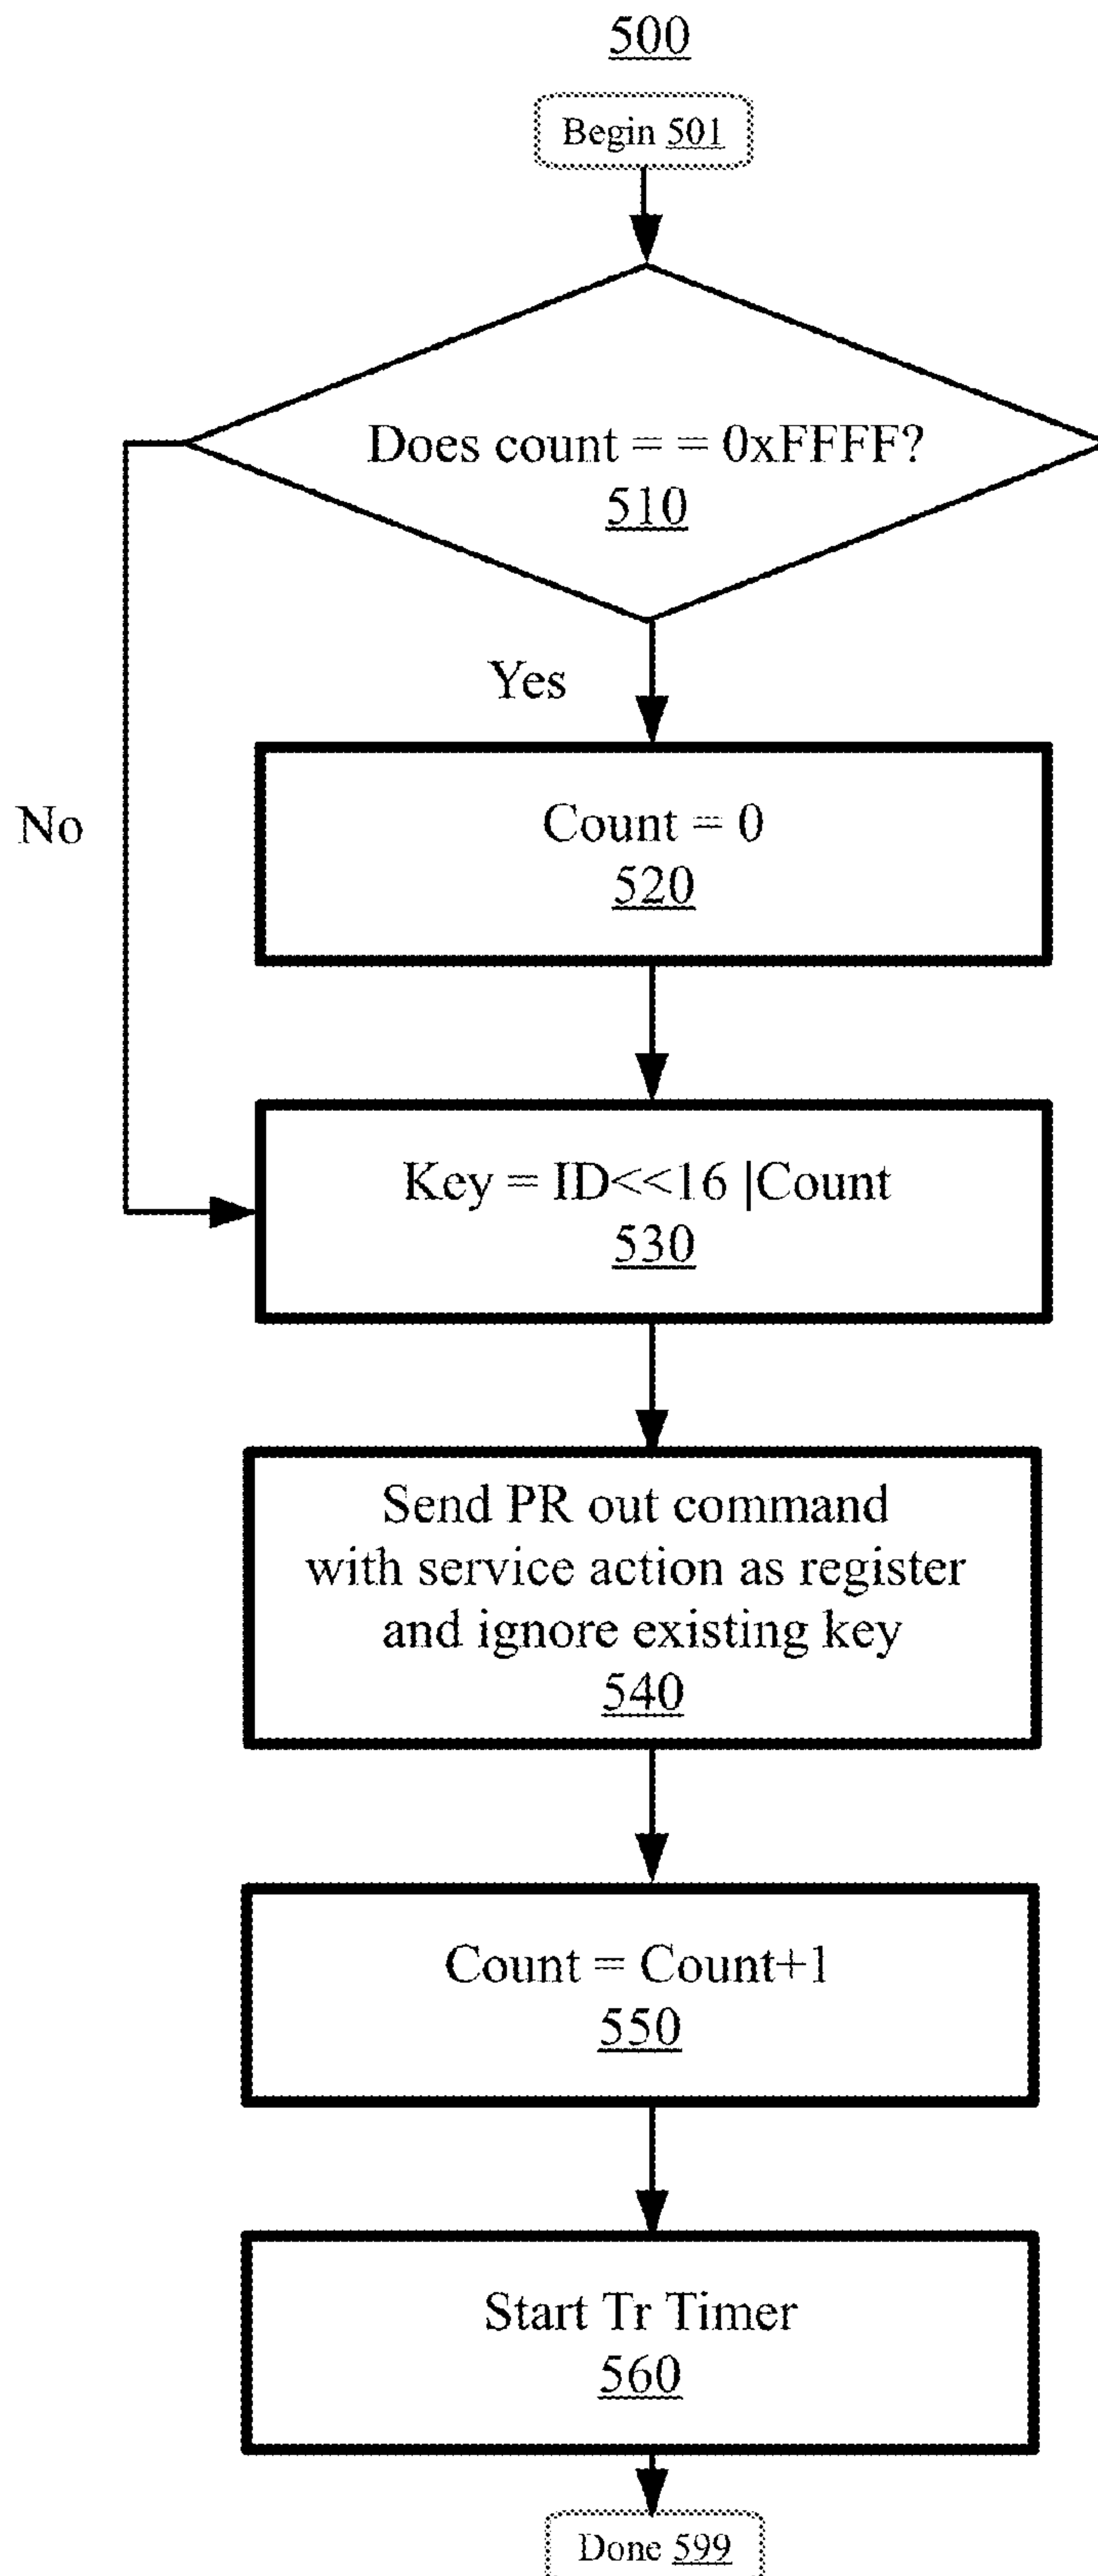 500
Begin 501
Does count = = 0xFFFF?
510
Yes
No
Count = 0
520
Key = ID<<16 |Count
530
Send PR out command
with service action as register
and ignore existing key
540
Count = Count+1
550
Start Tr Timer
560
Done 599